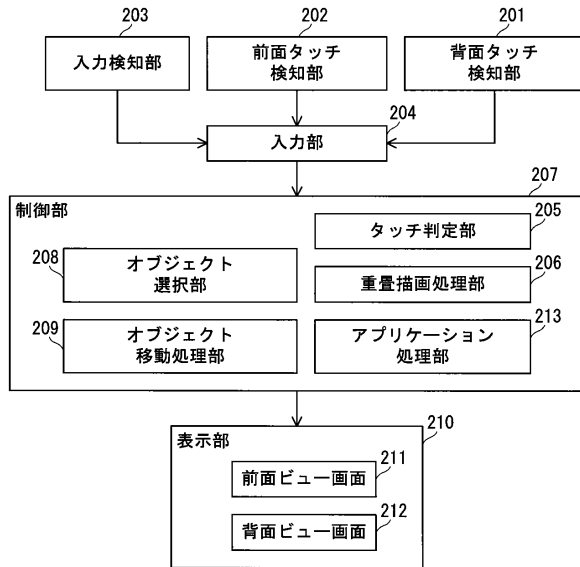 203
202
201
入力検知部
前面タッチ
検知部
背面タッチ
検知部
204
入力部
207
制御部
205
タッチ判定部
208
オブジェクト
選択部
206
重畳描画処理部
209
オブジェクト
移動処理部
213
アプリケーション
処理部
210
表示部
211
前面ビュー画面
212
背面ビュー画面